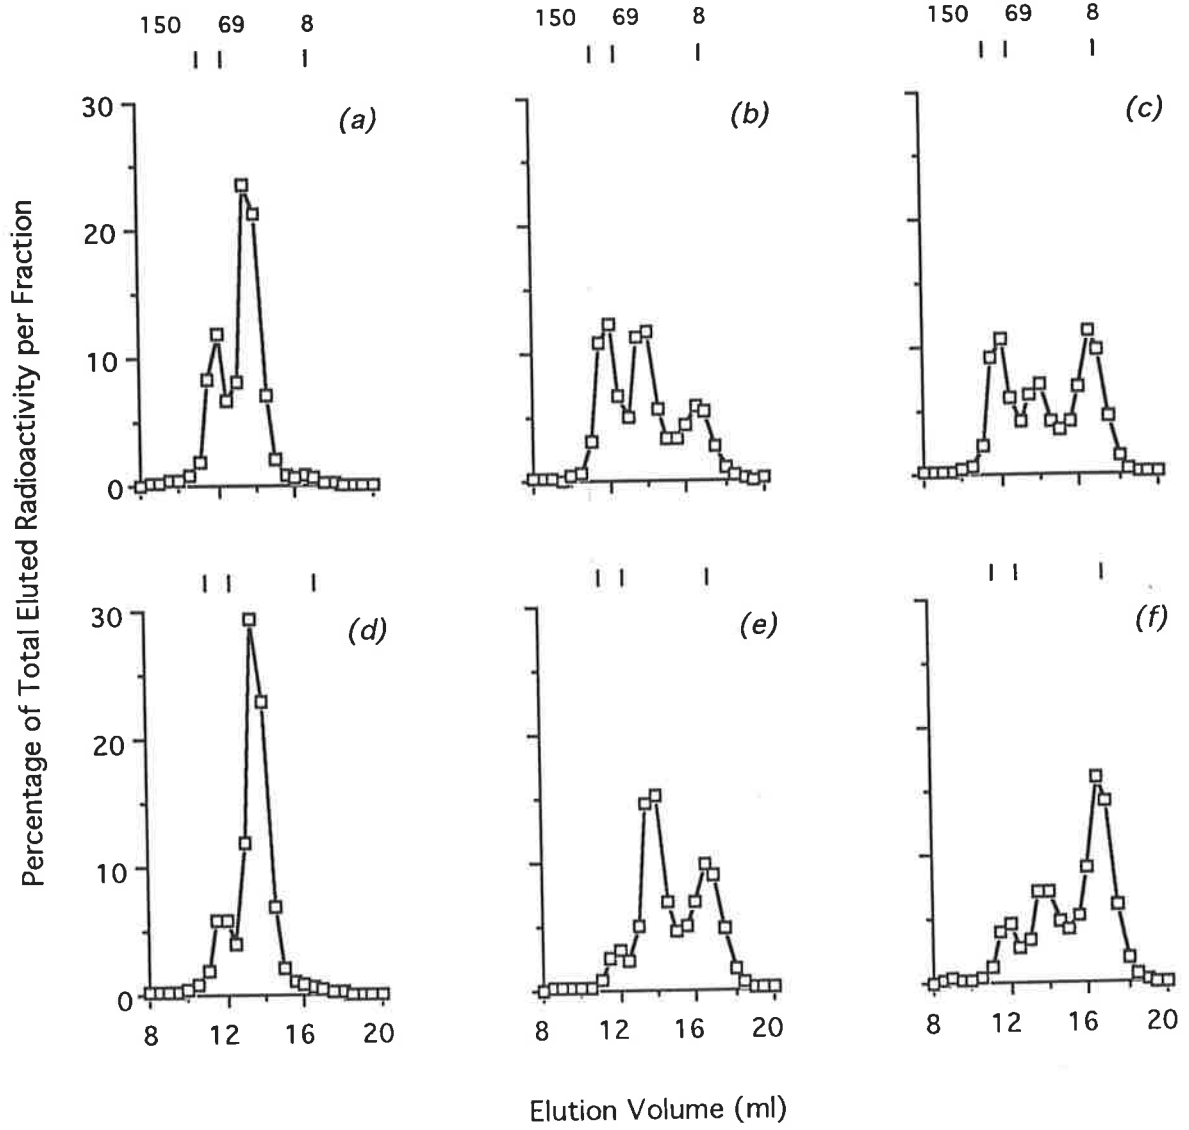 150 69 8
150 69 8
150 69 8
(a)
(b)
(c)
30
20
10
0
(d)
(e)
(f)
30
20
10
0
8 12 16 20
8 12 16 20
8 12 16 20
Percentage of Total Eluted Radioactivity per Fraction
Elution Volume (ml)